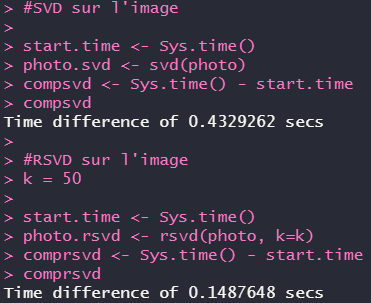 > #SVD sur l'image
>
> start.time <- Sys.time()
> photo.svd <- svd(photo)
> compsvd <- Sys.time() - start.time
> compsvd
Time difference of 0.4329262 secs
>
> #RSVD sur l'image
> k = 50
>
> start.time <- Sys.time()
> photo.rsvd <- rsvd(photo, k=k)
> comprsvd <- Sys.time() - start.time
> comprsvd
Time difference of 0.1487648 secs